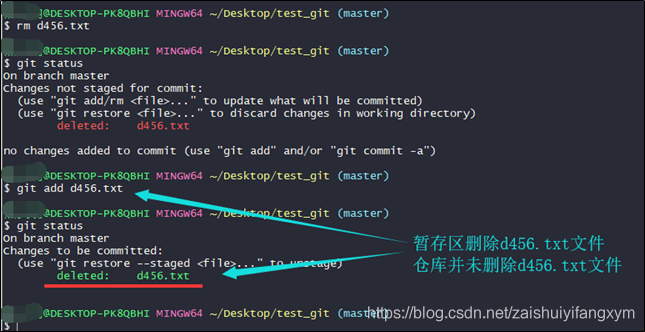 @DESKTOP-PK8QBHI MINGW64 ~/Desktop/test_git (master)
$ rm d456.txt
@DESKTOP-PK8QBHI MINGW64 ~/Desktop/test_git (master)
$ git status
On branch master
Changes not staged for commit:
(use "git add/rm <file>..." to update what will be committed)
(use "git restore <file>..." to discard changes in working directory)
deleted: d456.txt
no changes added to commit (use "git add" and/or "git commit -a")
@DESKTOP-PK8QBHI MINGW64 ~/Desktop/test_git (master)
$ git add d456.txt
@DESKTOP-PK8QBHI MINGW64 ~/Desktop/test_git (master)
$ git status
On branch master
Changes to be committed:
(use "git restore --staged <file>..." to unstage)
deleted: d456.txt
暂存区删除d456.txt文件
仓库并未删除d456.txt文件
@DESKTOP-PK8QBHI MINGW64 ~/Desktop/test_git (master)
$
https://blog.csdn.net/zaishuiyifangxym